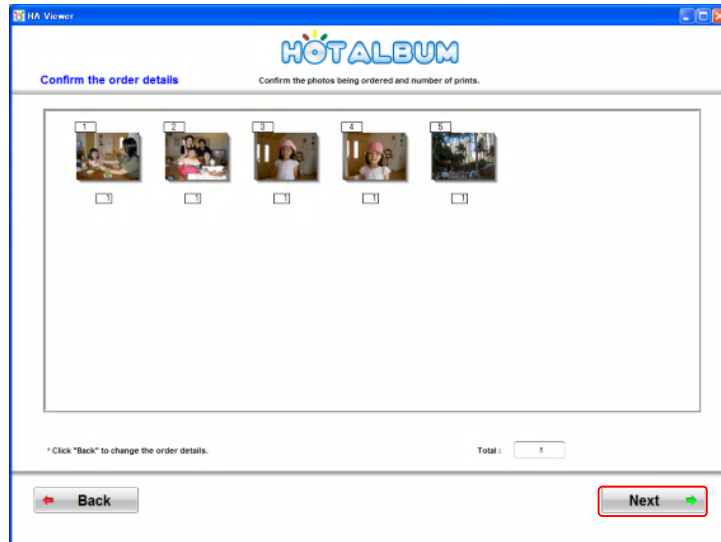 HA Viewer
HOTALBUM
Confirm the order details
Confirm the photos being ordered and number of prints.
1 2 3 4 5
1 1 1 1 1
* Click "Back" to change the order details.
Total : 5
Back
Next